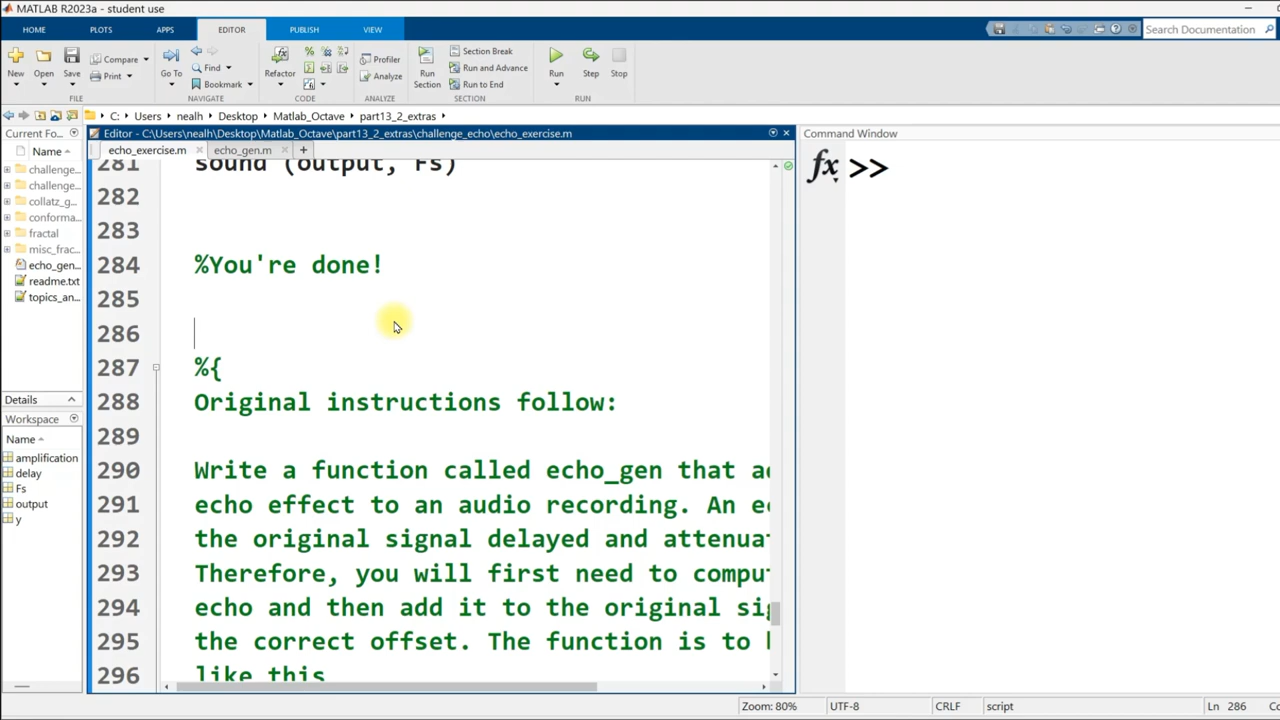 MATLAB R2023a - student use
HOME PLOTS APPS EDITOR PUBLISH VIEW
Search Documentation
New Open Save Compare Print
Go To Find Bookmark
Refactor
Profiler Analyze
Run Section
Section Break
Run and Advance
Run to End
Run Step Stop
FILE NAVIGATE CODE ANALYZE SECTION RUN
C: Users nealh Desktop Matlab_Octave part13_2_extras
Current Fo...
Name
challenge...
challenge...
collatz_g...
conforma...
fractal
misc_frac...
echo_gen...
readme.txt
topics_an...
Details
Workspace
Name
amplification
delay
Fs
output
y
Editor - C:\Users\nealh\Desktop\Matlab_Octave\part13_2_extras\challenge_echo\echo_exercise.m
echo_exercise.m echo_gen.m +
281 sound (output, Fs)
282
283
284 %You're done!
285
286
287 %{
288 Original instructions follow:
289
290 Write a function called echo_gen that
291 echo effect to an audio recording. An
292 the original signal delayed and
293 Therefore, you will first need to
294 echo and then add it to the original
295 the correct offset. The function is to
296 like this
Command Window
fx >>
Zoom: 80% UTF-8 CRLF script Ln 286